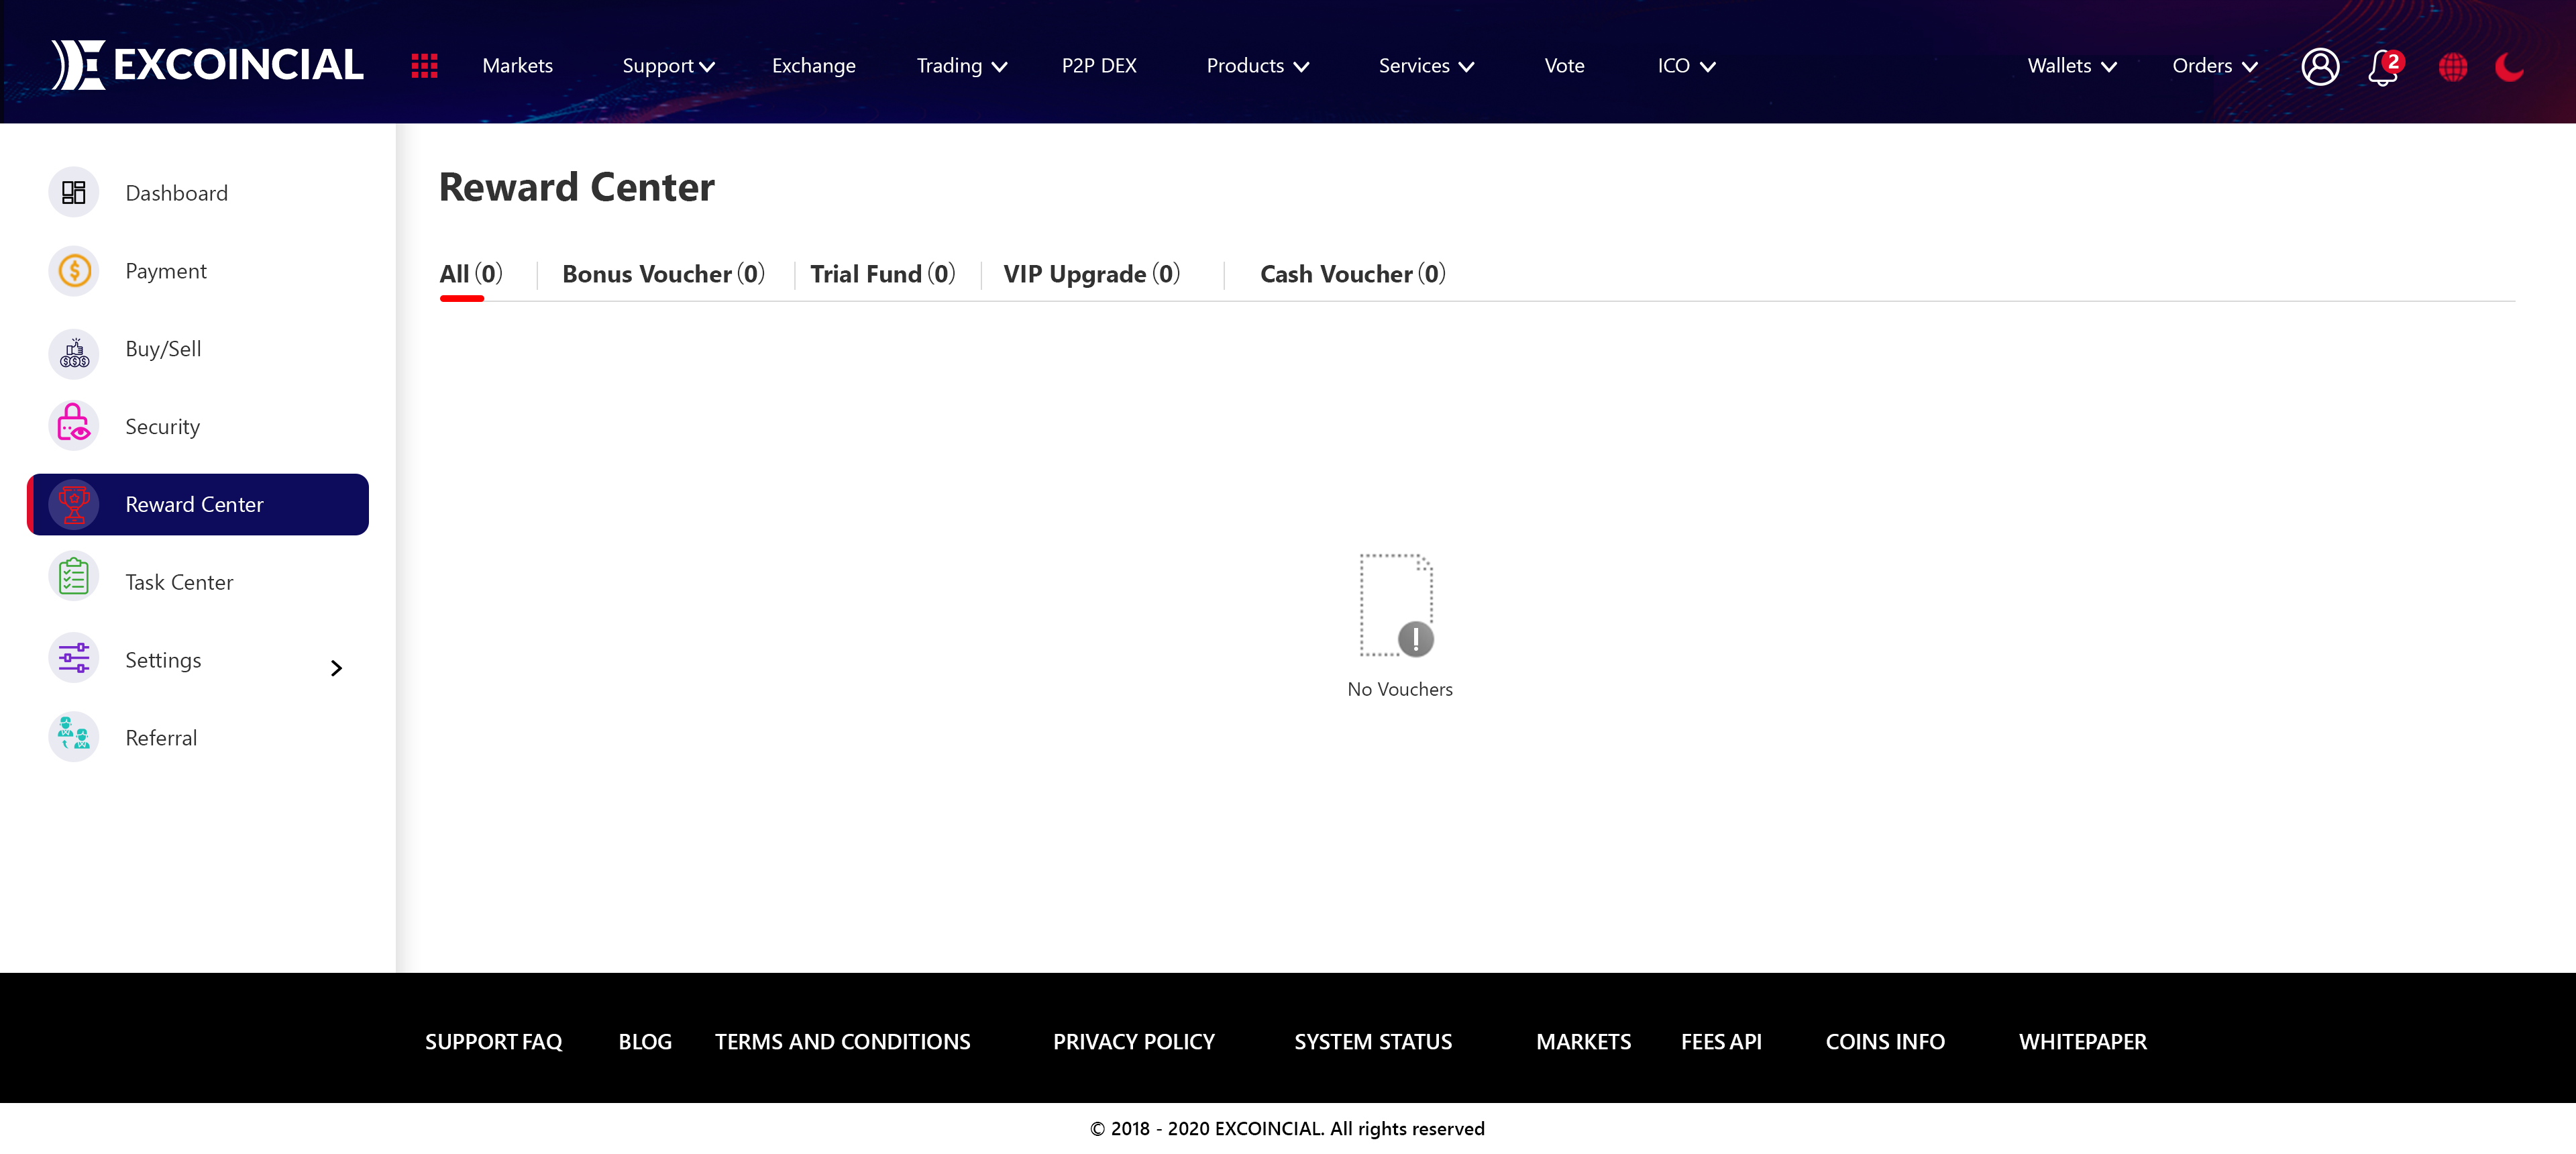 EXCOINCIAL Markets Support Exchange Trading P2P DEX Products Services Vote ICO Wallets Orders 2
Dashboard
Payment
Buy/Sell
Security
Reward Center
Task Center
Settings
Referral
Reward Center
All (0) Bonus Voucher (0) Trial Fund (0) VIP Upgrade (0) Cash Voucher (0)
No Vouchers
SUPPORT FAQ BLOG TERMS AND CONDITIONS PRIVACY POLICY SYSTEM STATUS MARKETS FEES API COINS INFO WHITEPAPER
© 2018 - 2020 EXCOINCIAL. All rights reserved